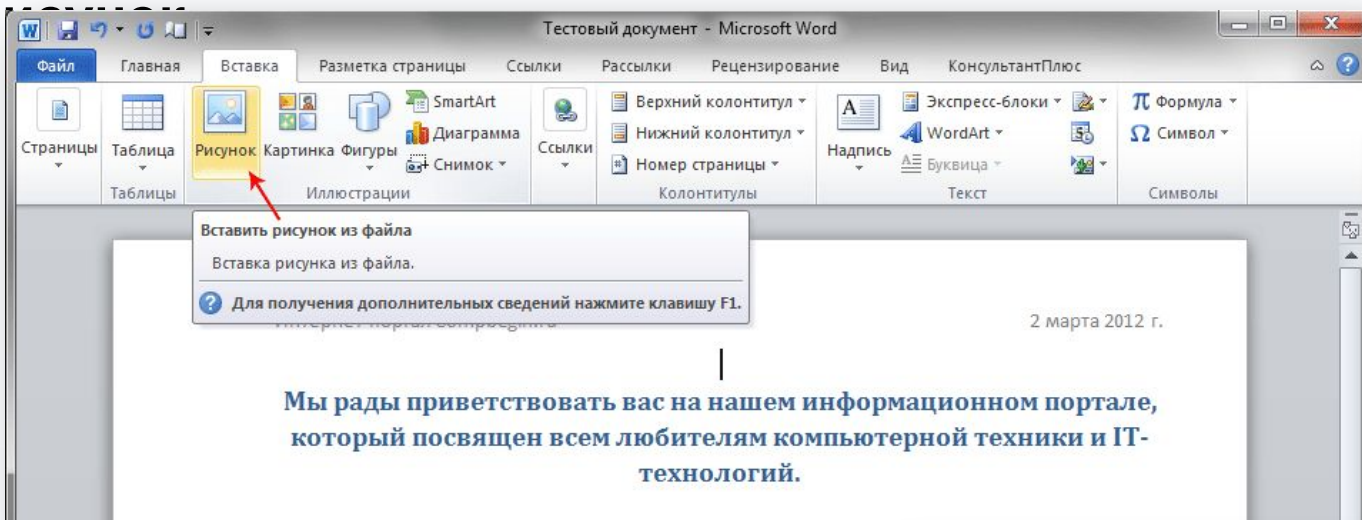 исунок
Тестовый документ - Microsoft Word
Файл Главная Вставка Разметка страницы Ссылки Рассылки Рецензирование Вид КонсультантПлюс
Страницы
Таблица
Таблицы
Рисунок Картинка Фигуры
SmartArt
Диаграмма
Снимок
Иллюстрации
Ссылки
Верхний колонтитул
Нижний колонтитул
Номер страницы
Колонтитулы
Надпись
Экспресс-блоки
WordArt
Буквица
Текст
π Формула
Ω Символ
Символы
Вставить рисунок из файла
Вставка рисунка из файла.
Для получения дополнительных сведений нажмите клавишу F1.
2 марта 2012 г.
Мы рады приветствовать вас на нашем информационном портале,
который посвящен всем любителям компьютерной техники и IT-
технологий.